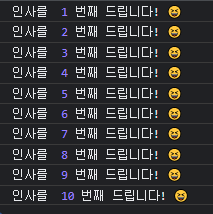 인사를 1 번째 드립니다! 😆
인사를 2 번째 드립니다! 😆
인사를 3 번째 드립니다! 😆
인사를 4 번째 드립니다! 😆
인사를 5 번째 드립니다! 😆
인사를 6 번째 드립니다! 😆
인사를 7 번째 드립니다! 😆
인사를 8 번째 드립니다! 😆
인사를 9 번째 드립니다! 😆
인사를 10 번째 드립니다! 😆